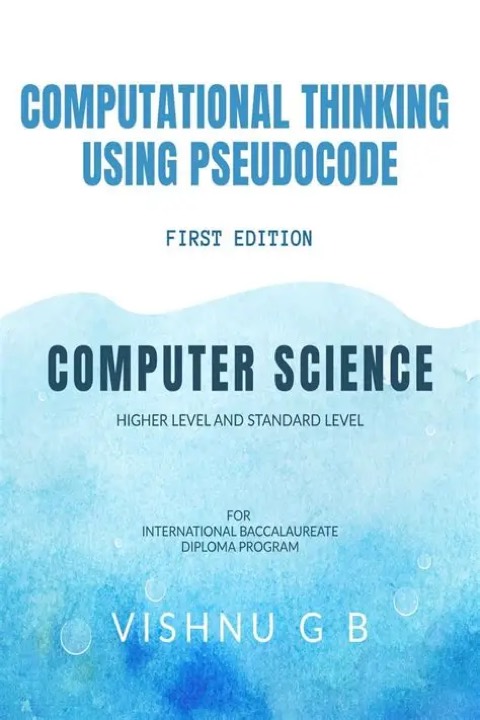 COMPUTATIONAL THINKING
USING PSEUDOCODE
FIRST EDITION
COMPUTER SCIENCE
HIGHER LEVEL AND STANDARD LEVEL
FOR
INTERNATIONAL BACCALAUREATE
DIPLOMA PROGRAM
VISHNU G B